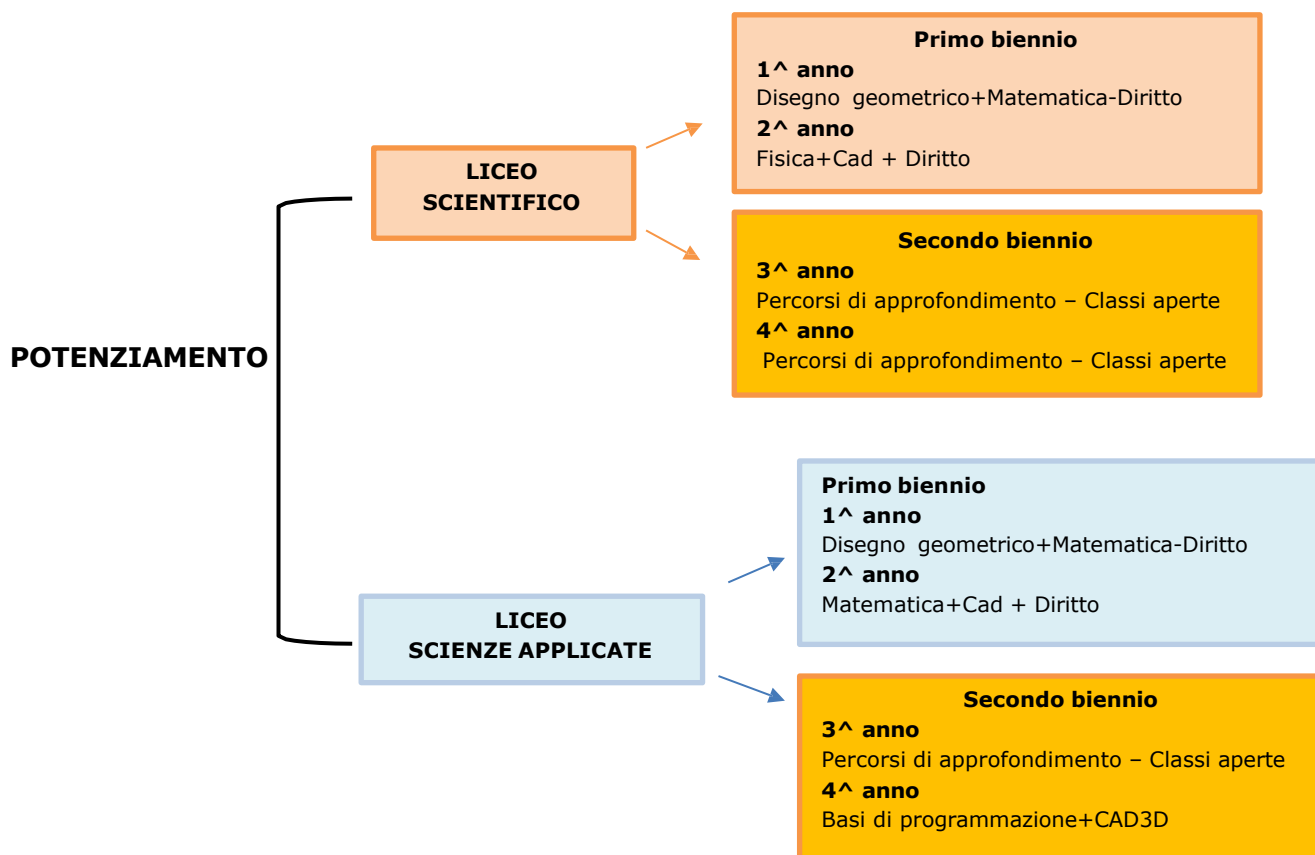 POTENZIAMENTO
LICEO
SCIENTIFICO
Primo biennio
1^ anno
Disegno geometrico+Matematica-Diritto
2^ anno
Fisica+Cad + Diritto
Secondo biennio
3^ anno
Percorsi di approfondimento – Classi aperte
4^ anno
Percorsi di approfondimento – Classi aperte
LICEO
SCIENZE APPLICATE
Primo biennio
1^ anno
Disegno geometrico+Matematica-Diritto
2^ anno
Matematica+Cad + Diritto
Secondo biennio
3^ anno
Percorsi di approfondimento – Classi aperte
4^ anno
Basi di programmazione+CAD3D